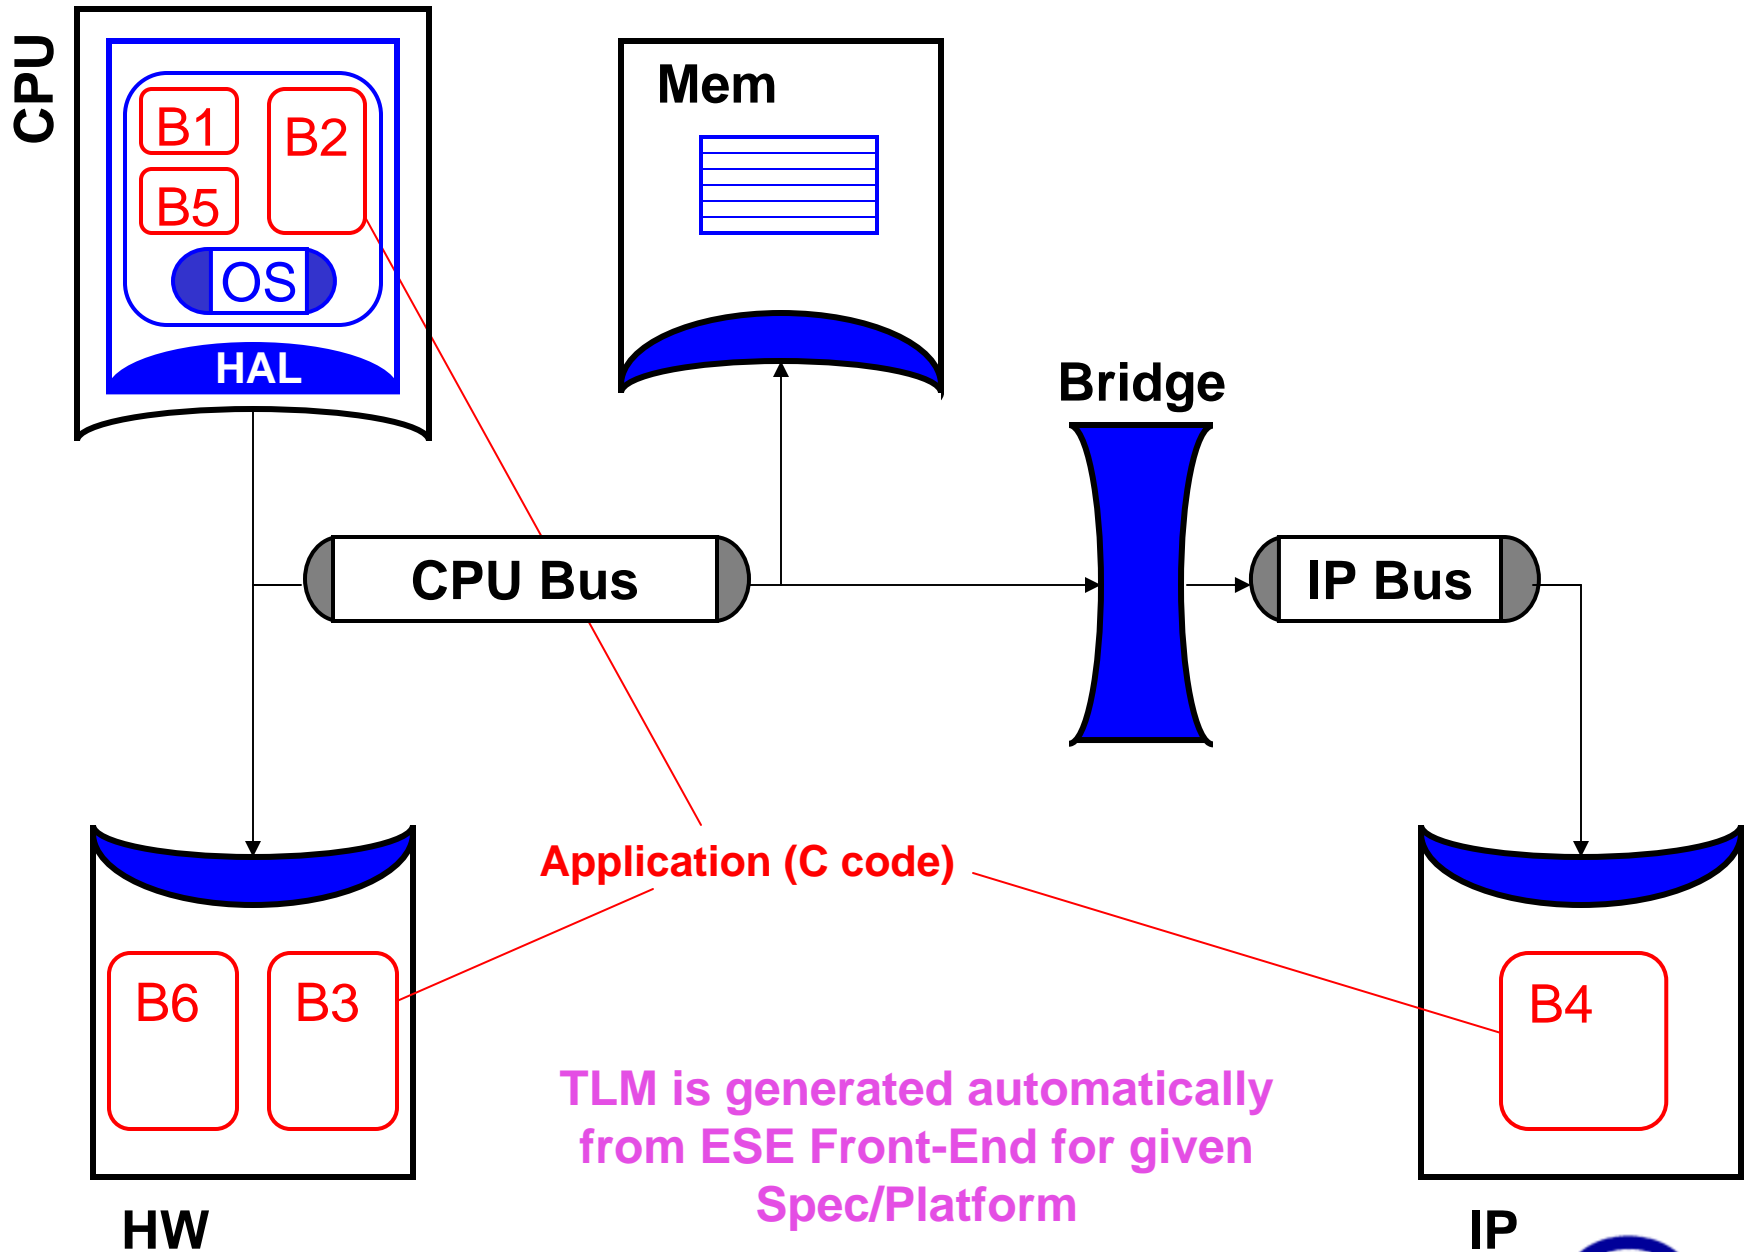 CPU
B1
B2
B5
OS
HAL
Mem
Bridge
CPU Bus
IP Bus
Application (C code)
B6
B3
B4
TLM is generated automatically
from ESE Front-End for given
Spec/Platform
HW
IP